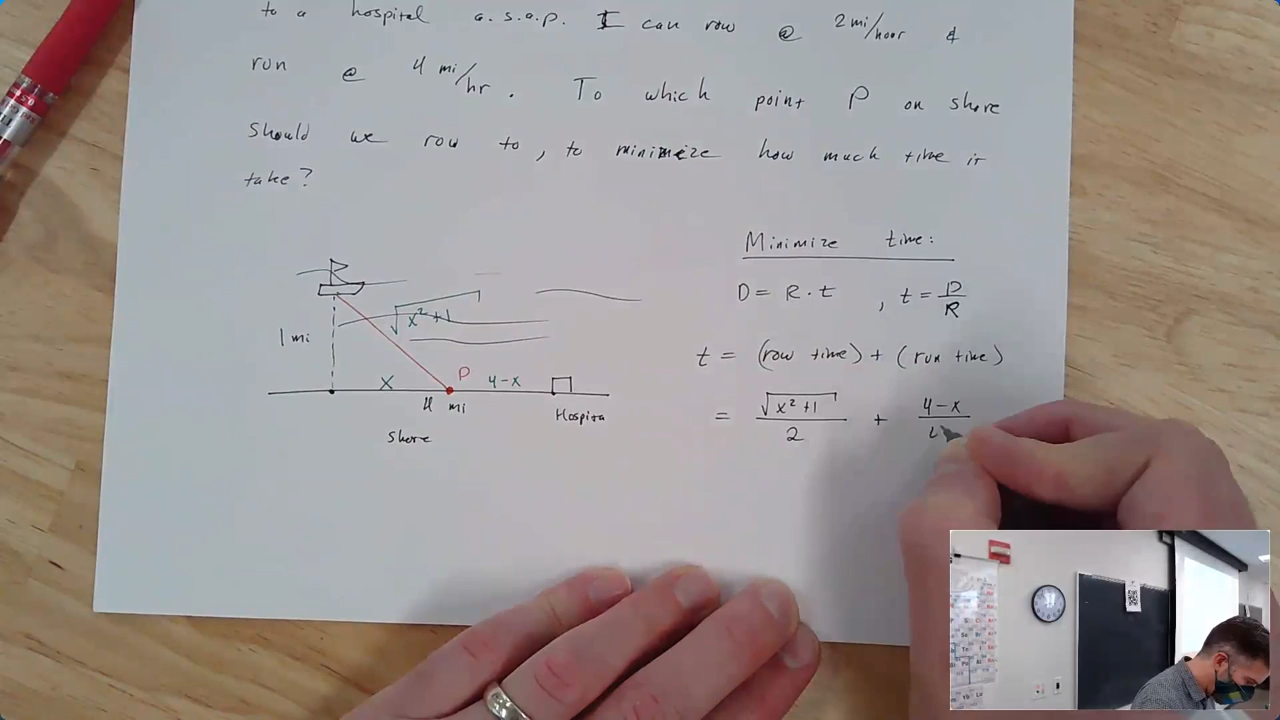 to a hospital a.s.a.p. I can row @ 2 mi/hour &
run @ 4 mi/hr. To which point P on shore
should we row to, to minimize how much time it
take?
Minimize time:
D = R · t , t = D/R
√x²+1
1 mi
t = (row time) + (run time)
P
x
4-x
4 mi
Hospita
shore
= √x²+1 / 2 + 4-x